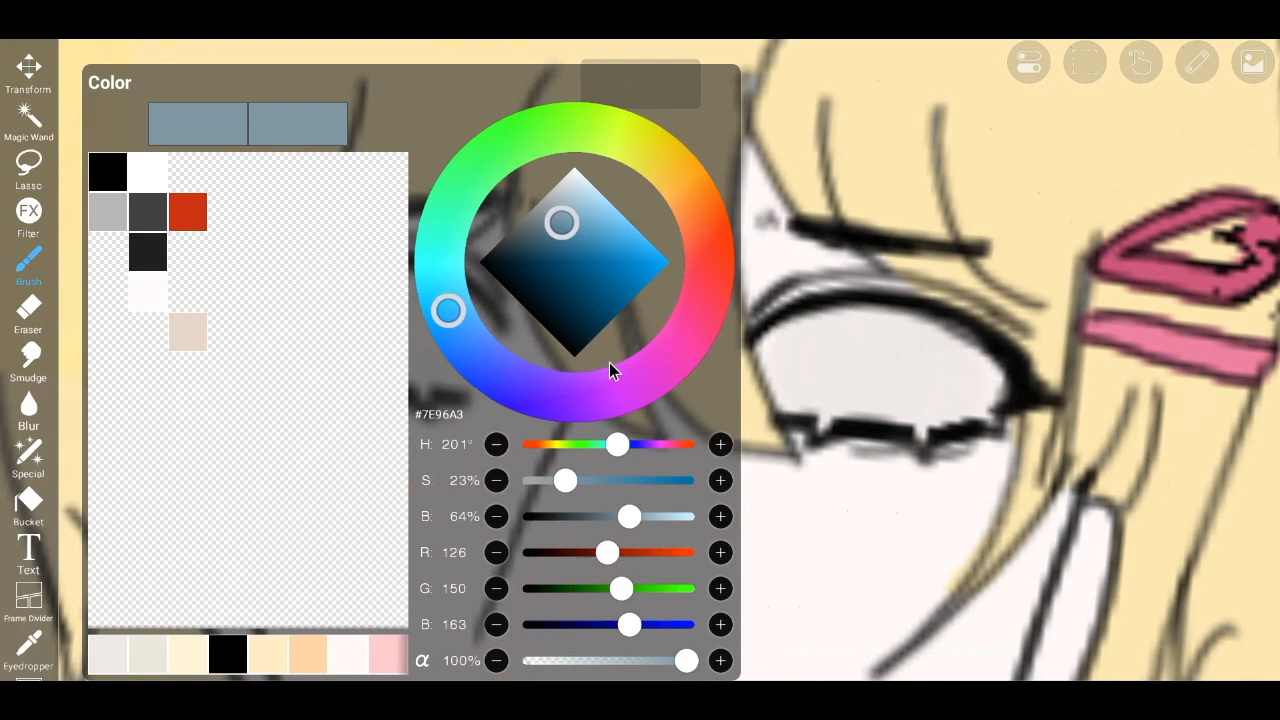 Color
Transform
Magic Wand
Lasso
FX
Filter
Brush
Eraser
Smudge
Blur
Special
Bucket
T
Text
Frame Divider
Eyedropper
#7E96A3
H: 201°
S: 23%
B: 64%
R: 126
G: 150
B: 163
α 100%